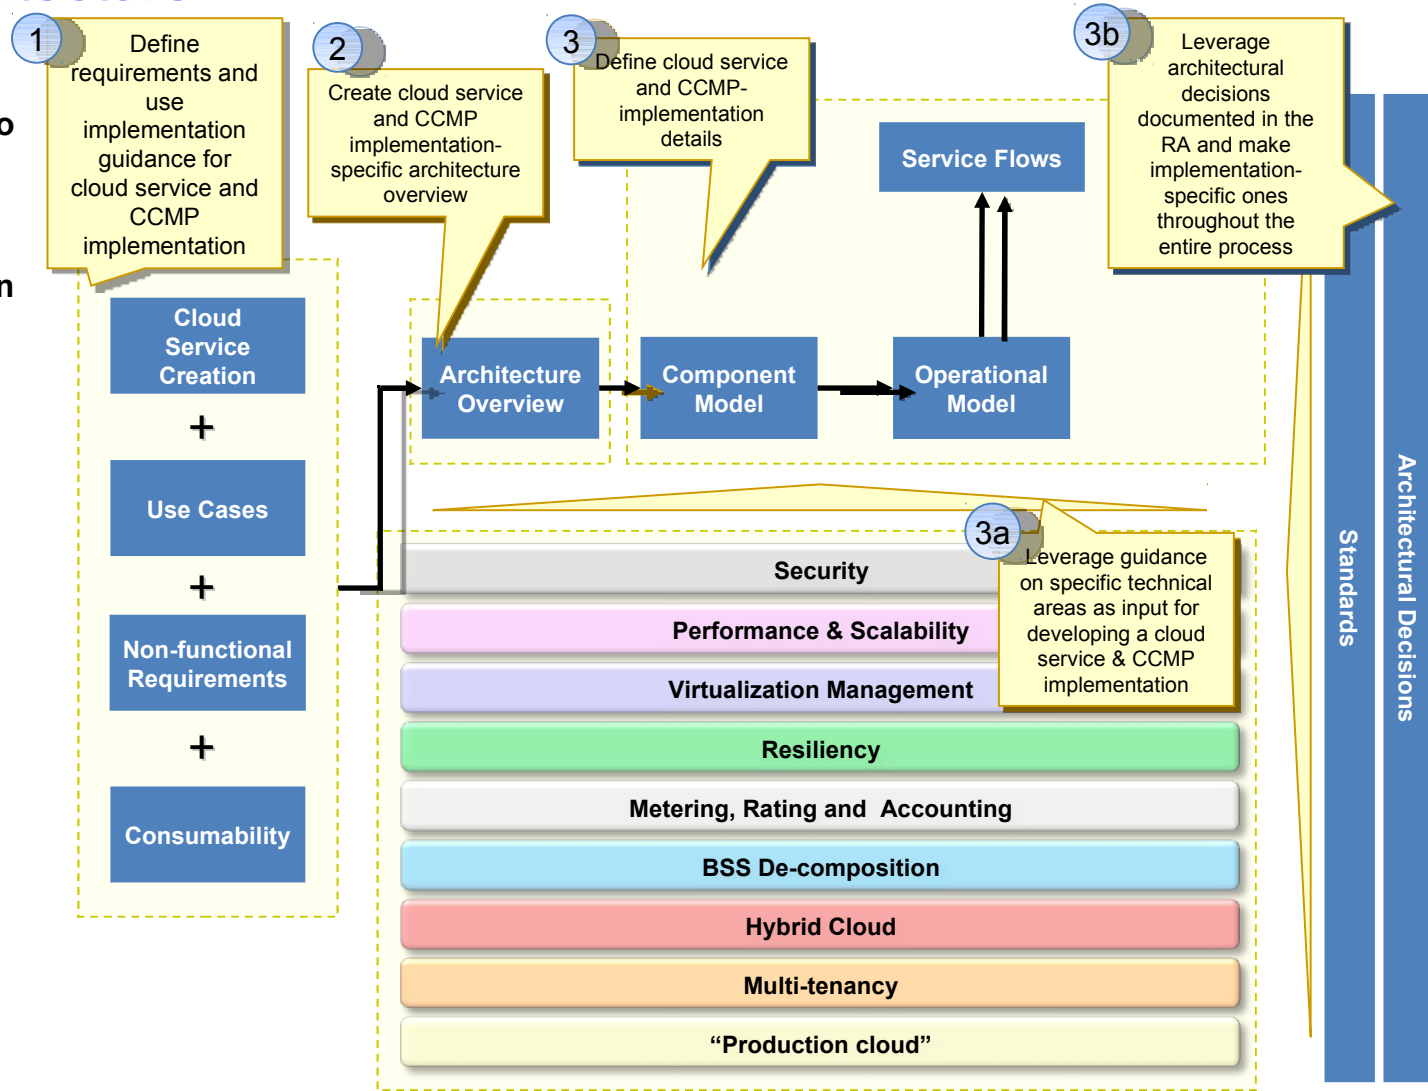 1
Define
requirements and
use
implementation
guidance for
cloud service and
CCMP
implementation
2
Create cloud service
and CCMP
implementation-
specific architecture
overview
3
Define cloud service
and CCMP-
implementation
details
3b
Leverage
architectural
decisions
documented in the
RA and make
implementation-
specific ones
throughout the
entire process
o
n
Service Flows
Cloud
Service
Creation
+
Use Cases
+
Non-functional
Requirements
+
Consumability
Architecture
Overview
Component
Model
Operational
Model
3a
Leverage guidance
on specific technical
areas as input for
developing a cloud
service & CCMP
implementation
Security
Performance & Scalability
Virtualization Management
Resiliency
Metering, Rating and  Accounting
BSS De-composition
Hybrid Cloud
Multi-tenancy
“Production cloud”
Standards
Architectural Decisions